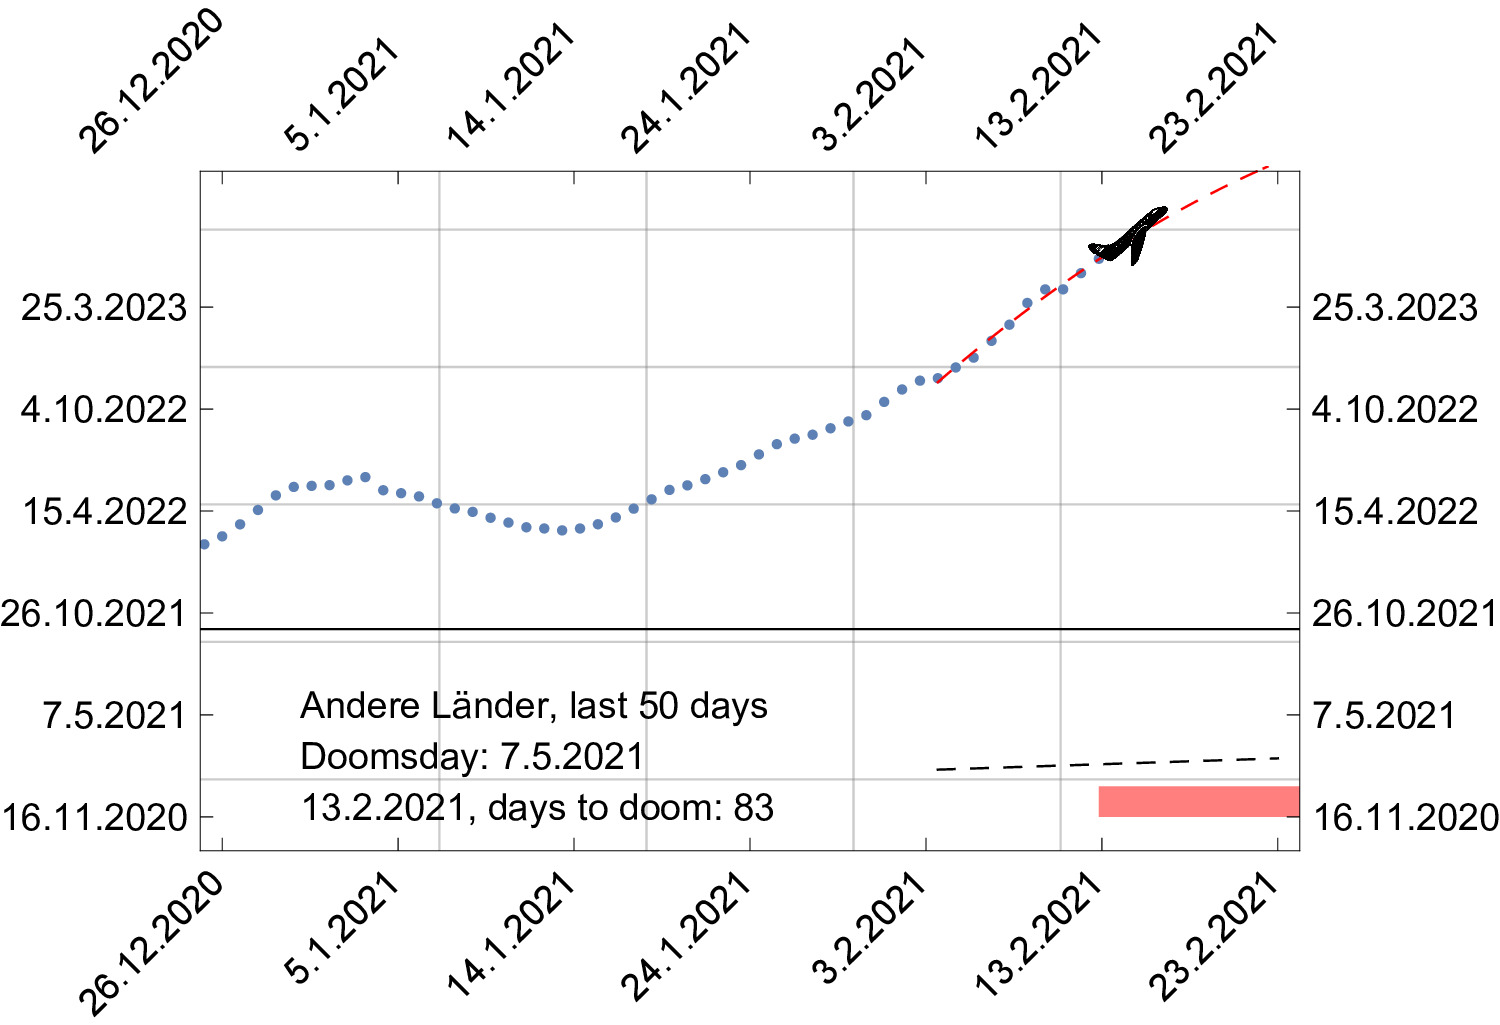 26.12.2020 5.1.2021 14.1.2021 24.1.2021 3.2.2021 13.2.2021 23.2.2021
25.3.2023 25.3.2023
4.10.2022 4.10.2022
15.4.2022 15.4.2022
26.10.2021 26.10.2021
Andere Länder, last 50 days
7.5.2021 7.5.2021
Doomsday: 7.5.2021
13.2.2021, days to doom: 83
16.11.2020 16.11.2020
26.12.2020 5.1.2021 14.1.2021 24.1.2021 3.2.2021 13.2.2021 23.2.2021